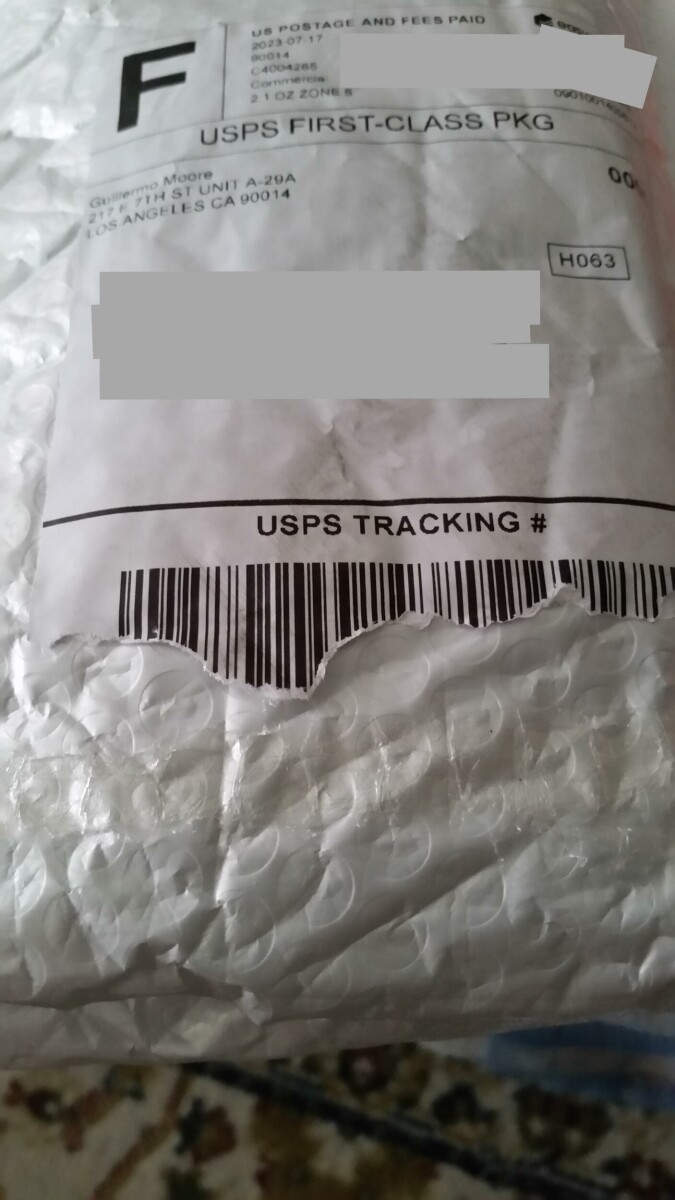 F
US POSTAGE AND FEES PAID
2023-07-17
90014
C4004265
Commercial
2 1 OZ ZONE 5
USPS FIRST-CLASS PKG
Guillermo Moore
217 E 7TH ST UNIT A-29A
LOS ANGELES CA 90014
H063
USPS TRACKING #